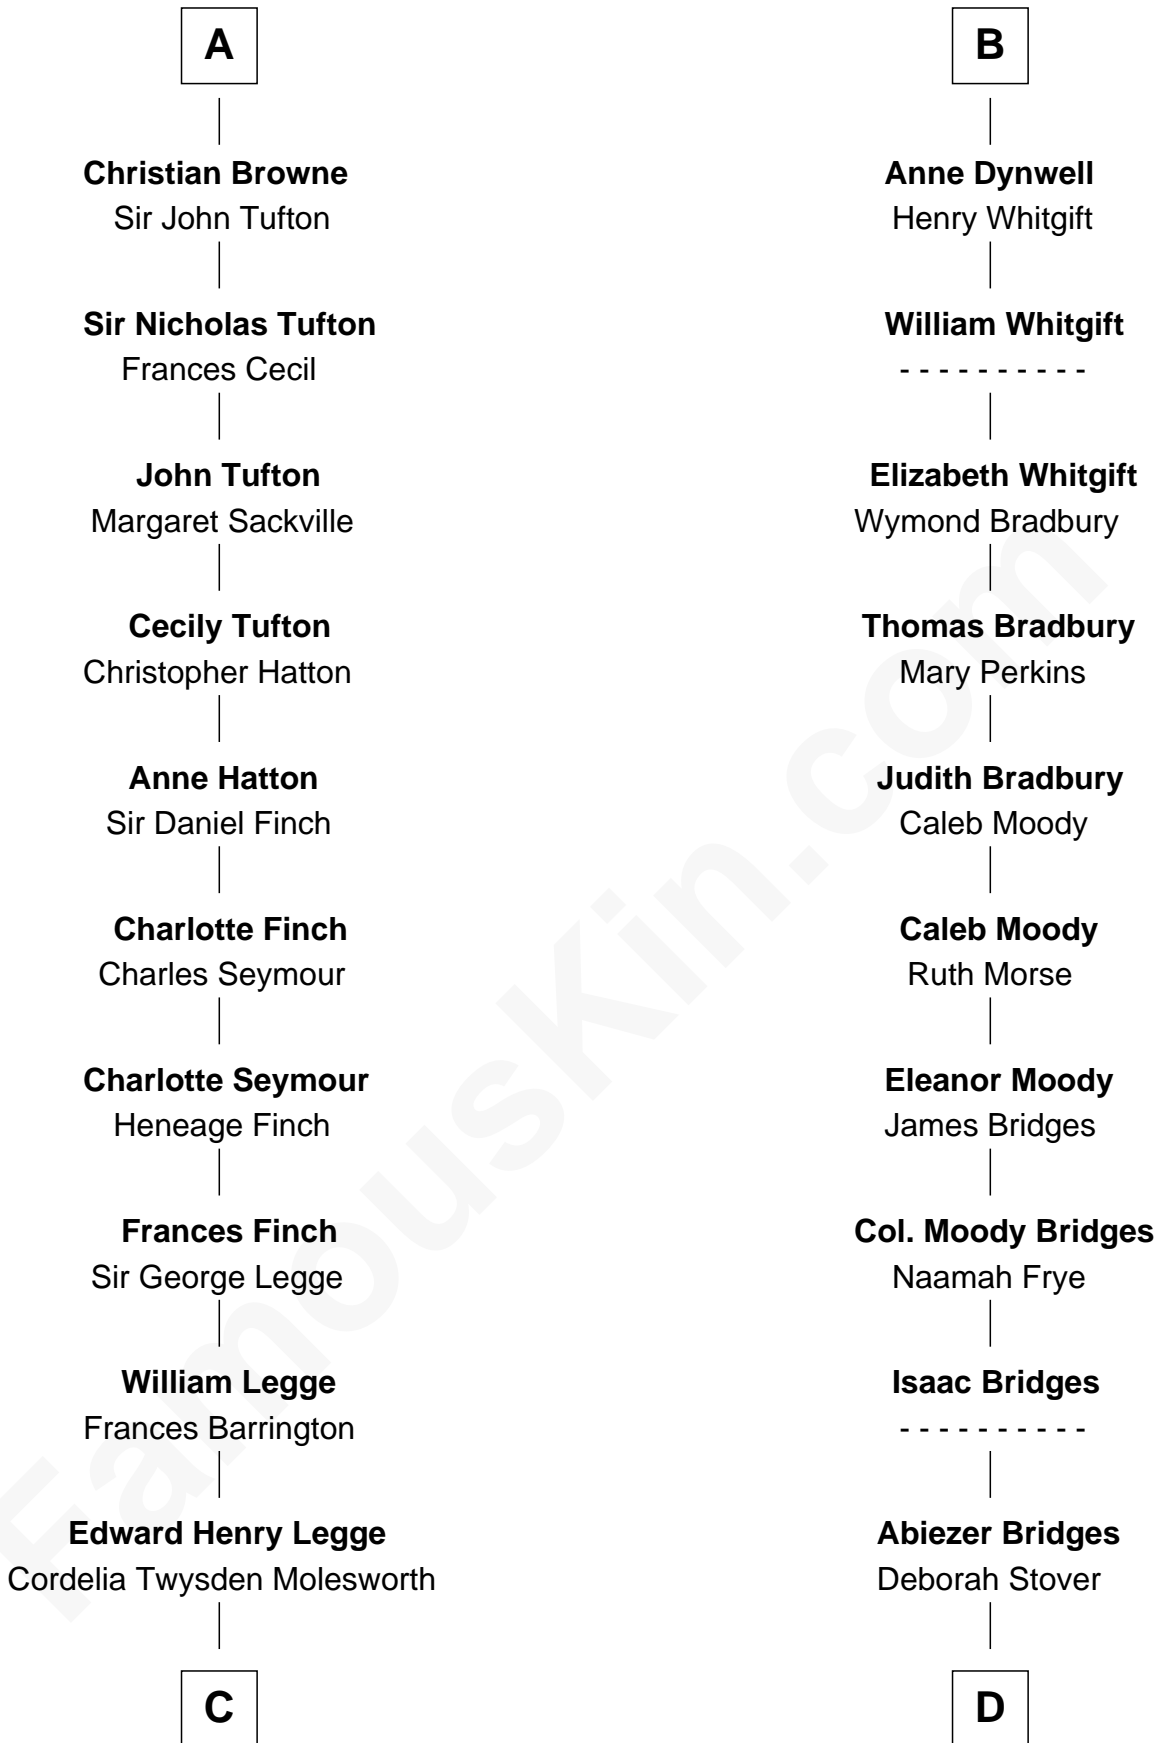 A
Christian Browne
Sir John Tufton
Sir Nicholas Tufton
Frances Cecil
John Tufton
Margaret Sackville
Cecily Tufton
Christopher Hatton
Anne Hatton
Sir Daniel Finch
Charlotte Finch
Charles Seymour
Charlotte Seymour
Heneage Finch
Frances Finch
Sir George Legge
William Legge
Frances Barrington
Edward Henry Legge
Cordelia Twysden Molesworth
C
B
Anne Dynwell
Henry Whitgift
William Whitgift
- - - - - - - - - -
Elizabeth Whitgift
Wymond Bradbury
Thomas Bradbury
Mary Perkins
Judith Bradbury
Caleb Moody
Caleb Moody
Ruth Morse
Eleanor Moody
James Bridges
Col. Moody Bridges
Naamah Frye
Isaac Bridges
- - - - - - - - - -
Abiezer Bridges
Deborah Stover
D
FamousKin.com